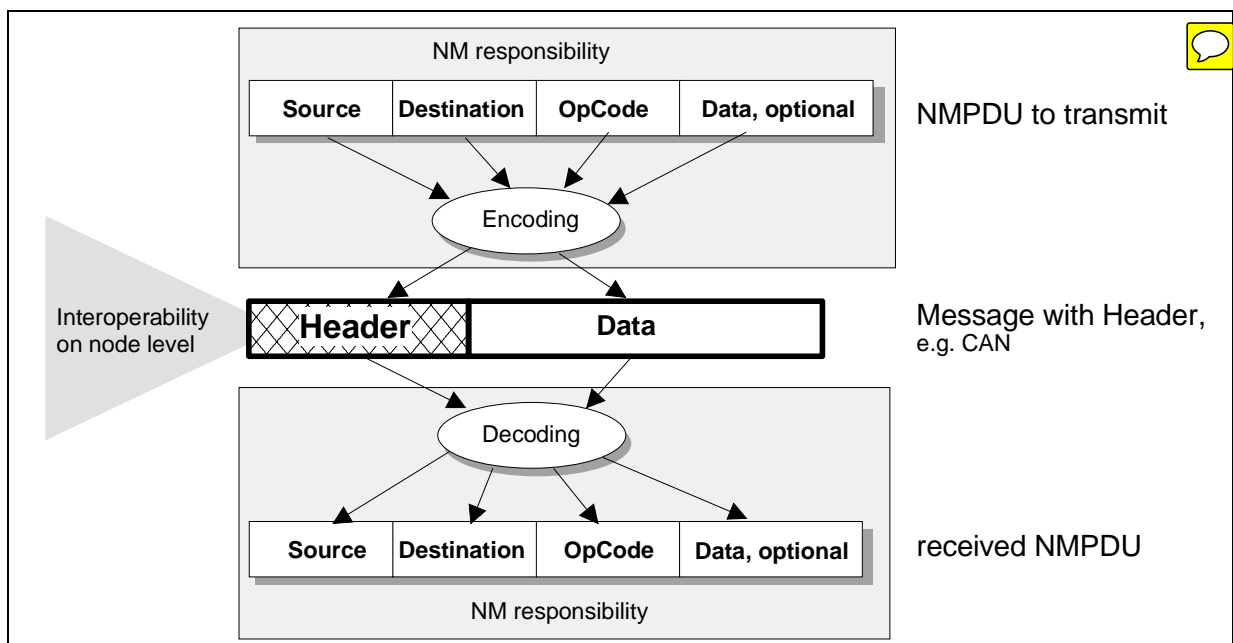 NM responsibility
Source Destination OpCode Data, optional
NMPDU to transmit
Encoding
Interoperability
on node level
Header Data
Message with Header,
e.g. CAN
Decoding
Source Destination OpCode Data, optional
received NMPDU
NM responsibility